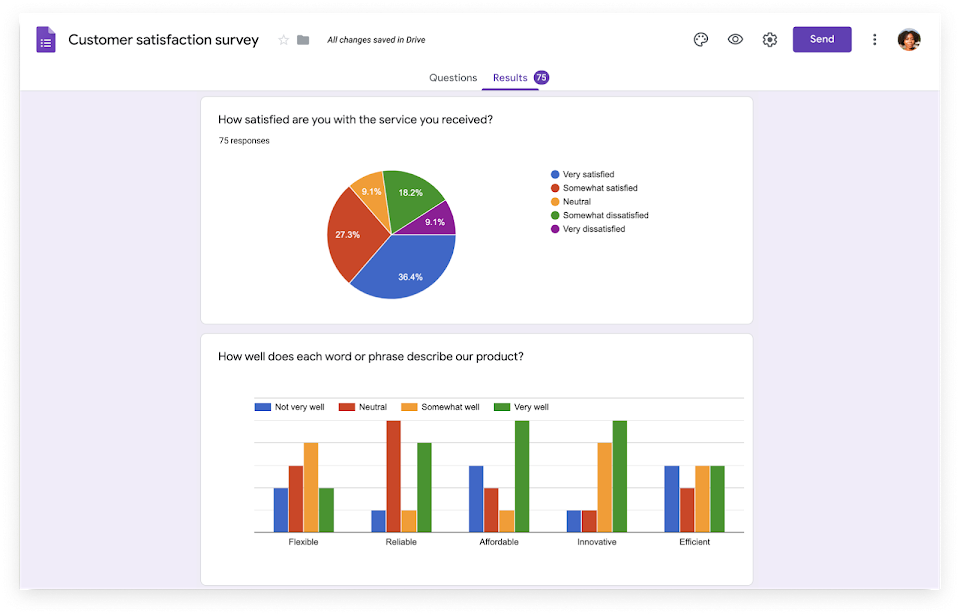 Customer satisfaction survey
All changes saved in Drive
Send
Questions
Results 75
How satisfied are you with the service you received?
75 responses
9.1%
18.2%
9.1%
27.3%
36.4%
Very satisfied
Somewhat satisfied
Neutral
Somewhat dissatisfied
Very dissatisfied
How well does each word or phrase describe our product?
Not very well Neutral Somewhat well Very well
Flexible Reliable Affordable Innovative Efficient